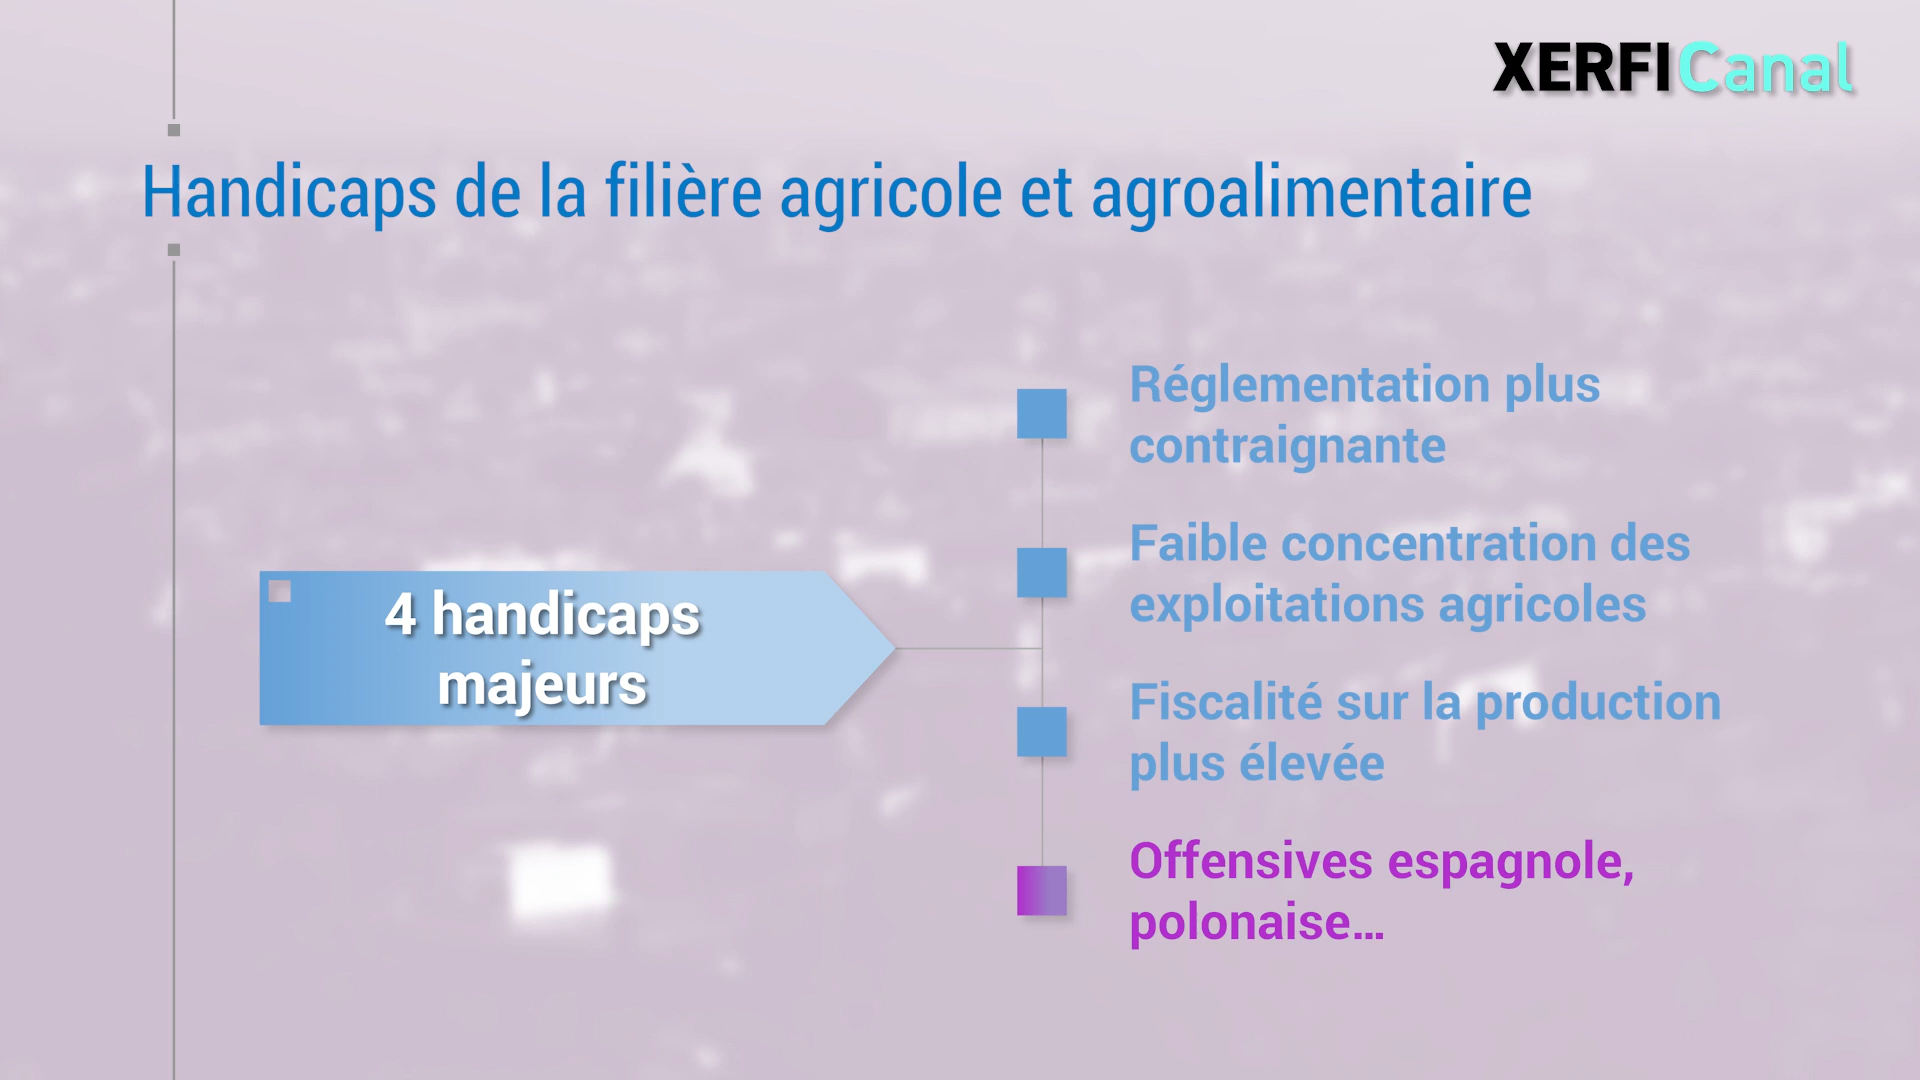 XERFI Canal
Handicaps de la filière agricole et agroalimentaire
4 handicaps
majeurs
Réglementation plus
contraignante
Faible concentration des
exploitations agricoles
Fiscalité sur la production
plus élevée
Offensives espagnole,
polonaise...